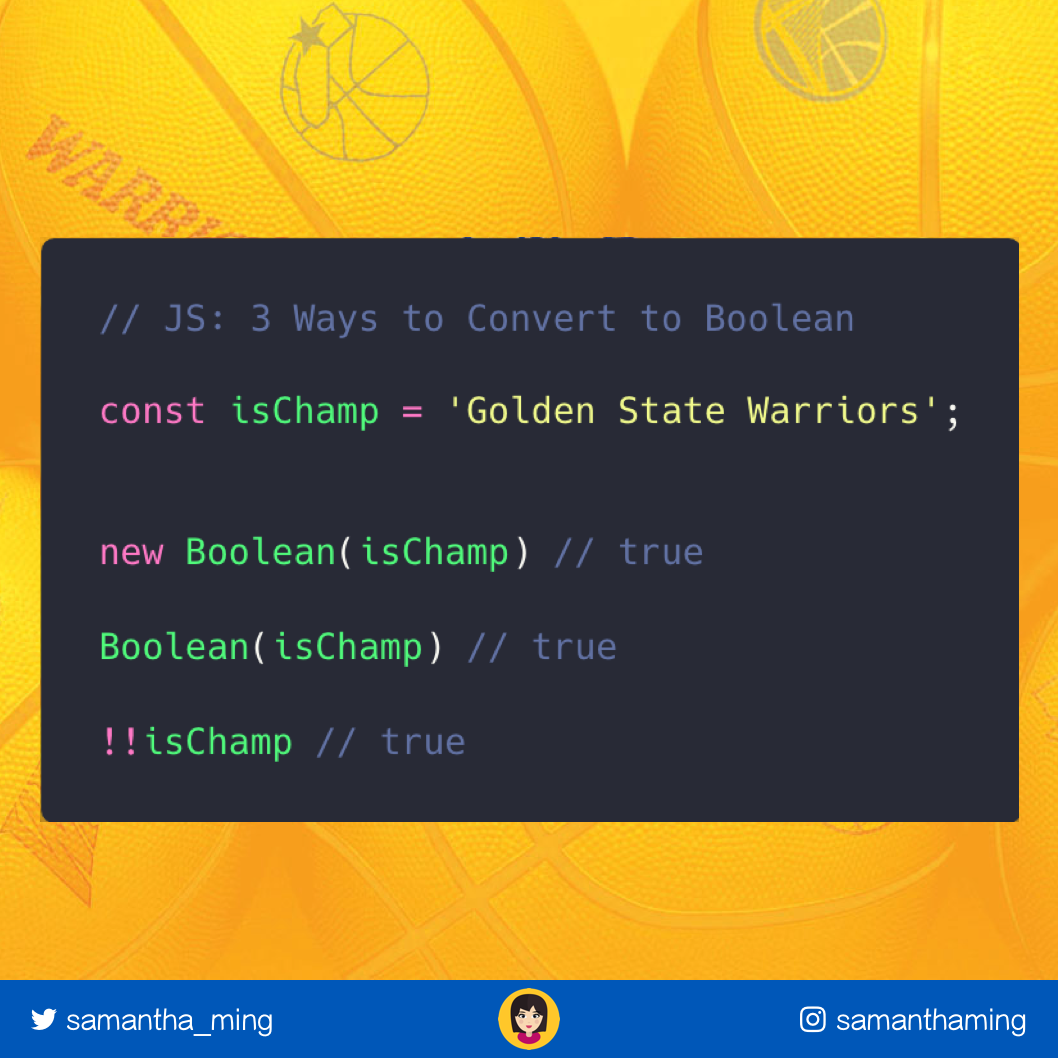 WARRI
// JS: 3 Ways to Convert to Boolean
const isChamp = 'Golden State Warriors';
new Boolean(isChamp) // true
Boolean(isChamp) // true
!!isChamp // true
samantha_ming
samanthaming